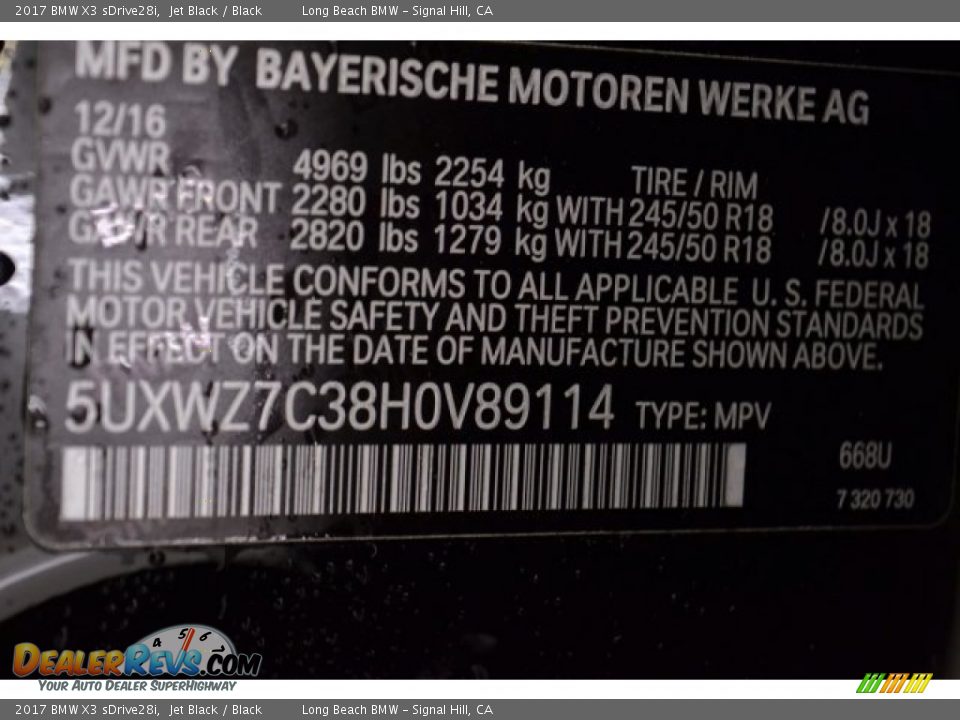 2017 BMW X3 sDrive28i, Jet Black / Black Long Beach BMW - Signal Hill, CA
MFD BY BAYERISCHE MOTOREN WERKE AG
12/16
GVWR 4969 lbs 2254 kg TIRE / RIM
GAWR FRONT 2280 lbs 1034 kg WITH 245/50 R18 /8.0J x 18
GAWR REAR 2820 lbs 1279 kg WITH 245/50 R18 /8.0J x 18
THIS VEHICLE CONFORMS TO ALL APPLICABLE U. S. FEDERAL
MOTOR VEHICLE SAFETY AND THEFT PREVENTION STANDARDS
IN EFFECT ON THE DATE OF MANUFACTURE SHOWN ABOVE.
5UXWZ7C38H0V89114 TYPE: MPV
668U
7 320 730
4 5 6
DEALERREVS.COM
YOUR AUTO DEALER SUPERHIGHWAY
2017 BMW X3 sDrive28i, Jet Black / Black Long Beach BMW - Signal Hill, CA